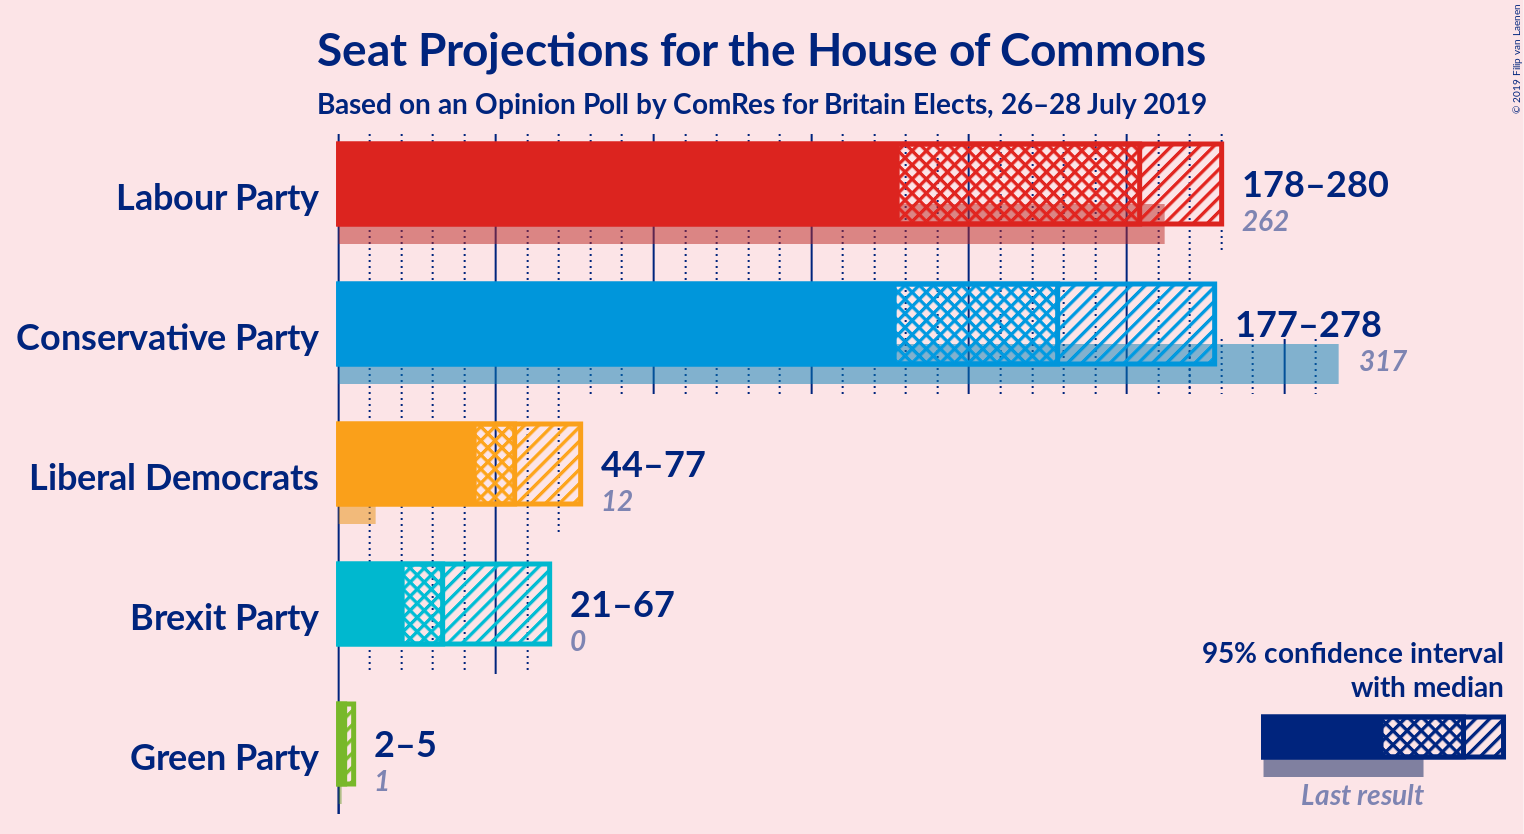 Seat Projections for the House of Commons
Based on an Opinion Poll by ComRes for Britain Elects, 26–28 July 2019
© 2019 Filip van Laenen
Labour Party
178–280
262
Conservative Party
177–278
317
Liberal Democrats
44–77
12
Brexit Party
21–67
0
Green Party
2–5
1
95% confidence interval
with median
Last result